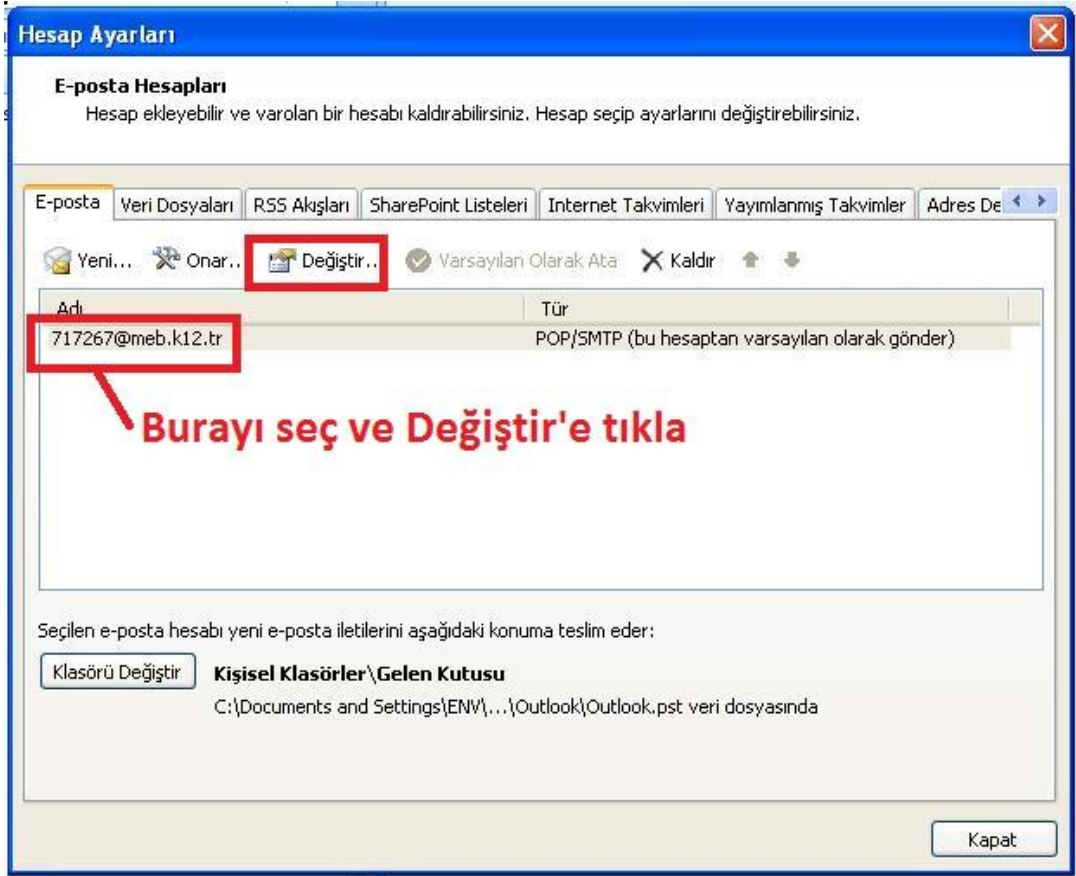 Hesap Ayarları
E-posta Hesapları
Hesap ekleyebilir ve varolan bir hesabı kaldırabilirsiniz. Hesap seçip ayarlarını değiştirebilirsiniz.
E-posta Veri Dosyaları RSS Akışları SharePoint Listeleri Internet Takvimleri Yayımlanmış Takvimler Adres De
Yeni... Onar.. Değiştir.. Varsayılan Olarak Ata Kaldır
Adı Tür
717267@meb.k12.tr POP/SMTP (bu hesaptan varsayılan olarak gönder)
Burayı seç ve Değiştir'e tıkla
Seçilen e-posta hesabı yeni e-posta iletilerini aşağıdaki konuma teslim eder:
Klasörü Değiştir Kişisel Klasörler\Gelen Kutusu
C:\Documents and Settings\ENV\...\Outlook\Outlook.pst veri dosyasında
Kapat